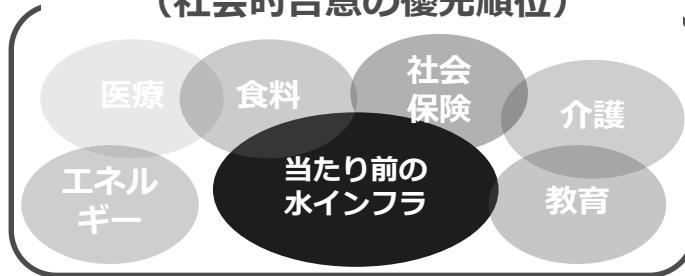 （社会的合意の優先順位）
医療
食料
社会
保険
介護
エネル
ギー
当たり前の
水インフラ
教育